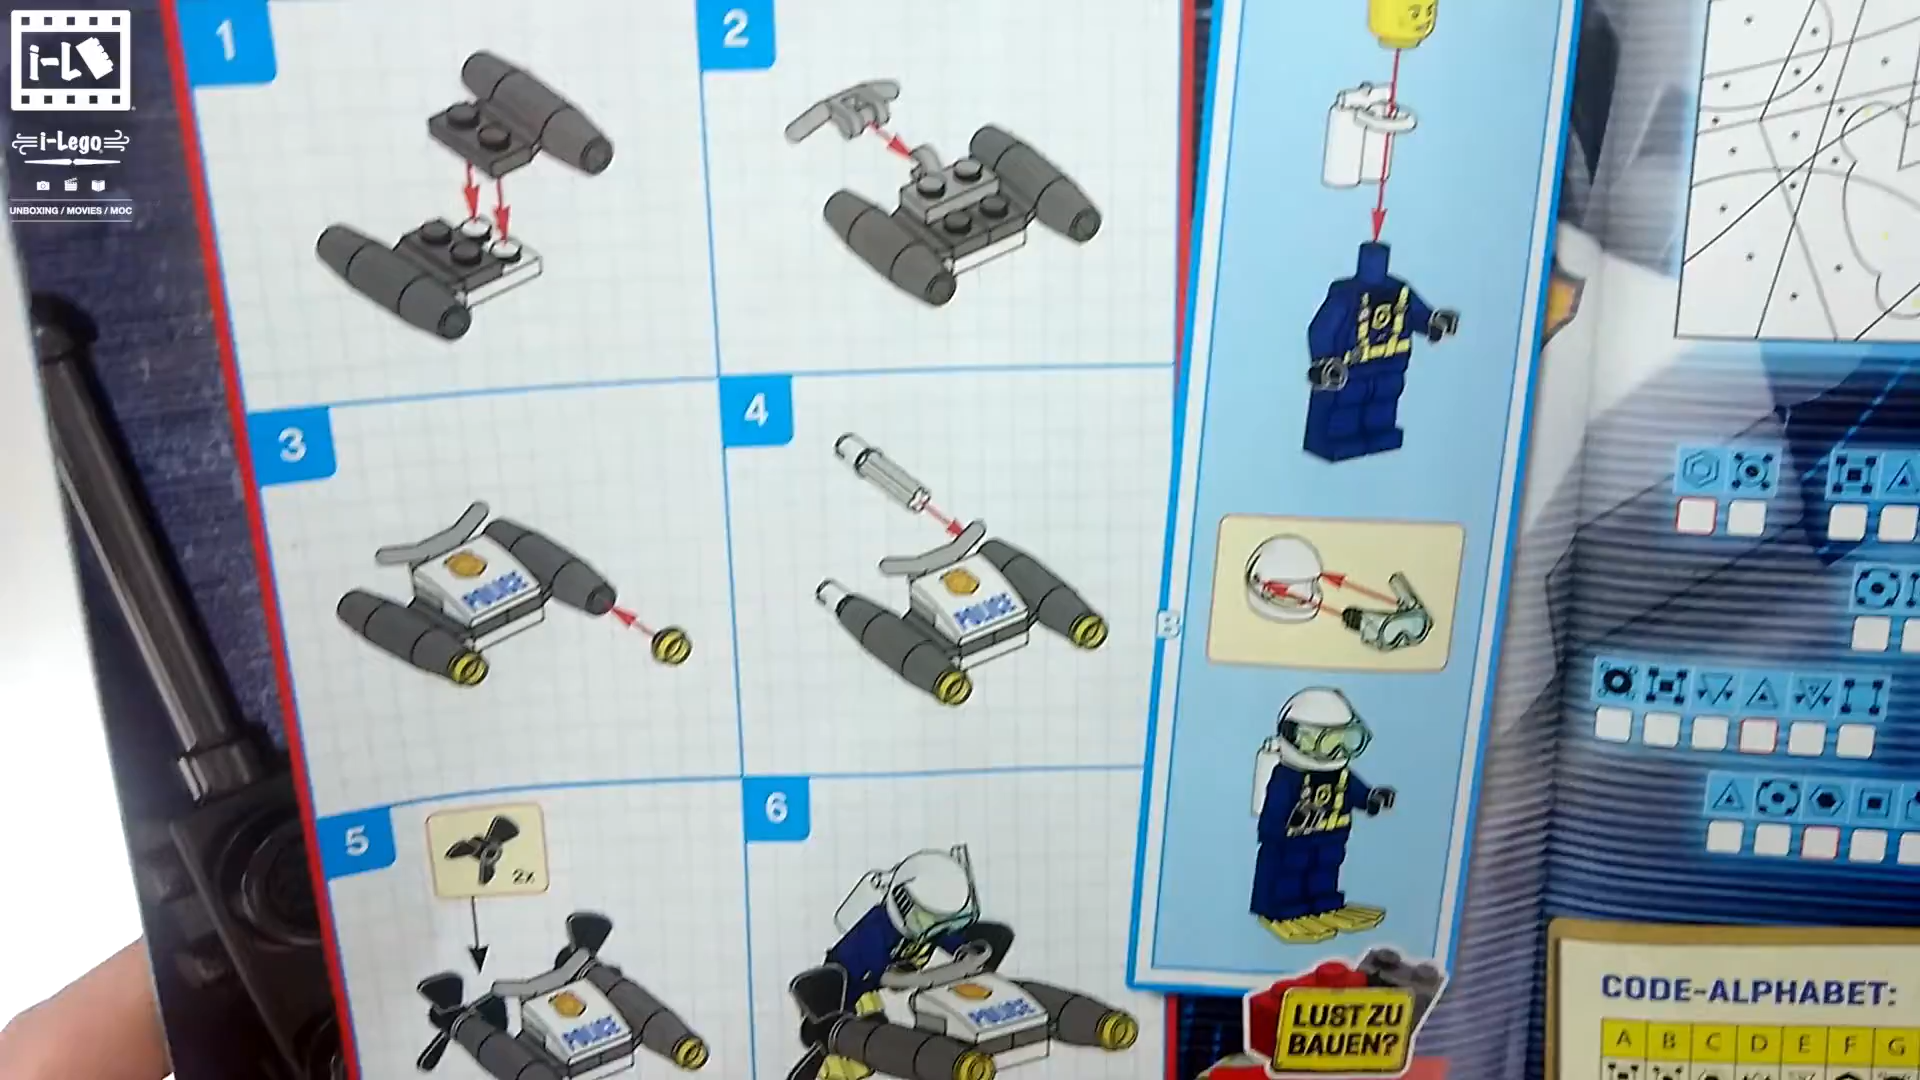 i-L
i-Lego
UNBOXING / MOVIES / MOC
1
2
3
POLICE
4
POLICE
5
2x
POLICE
6
POLICE
B
LUST ZU
BAUEN?
CODE-ALPHABET:
A B C D E F G